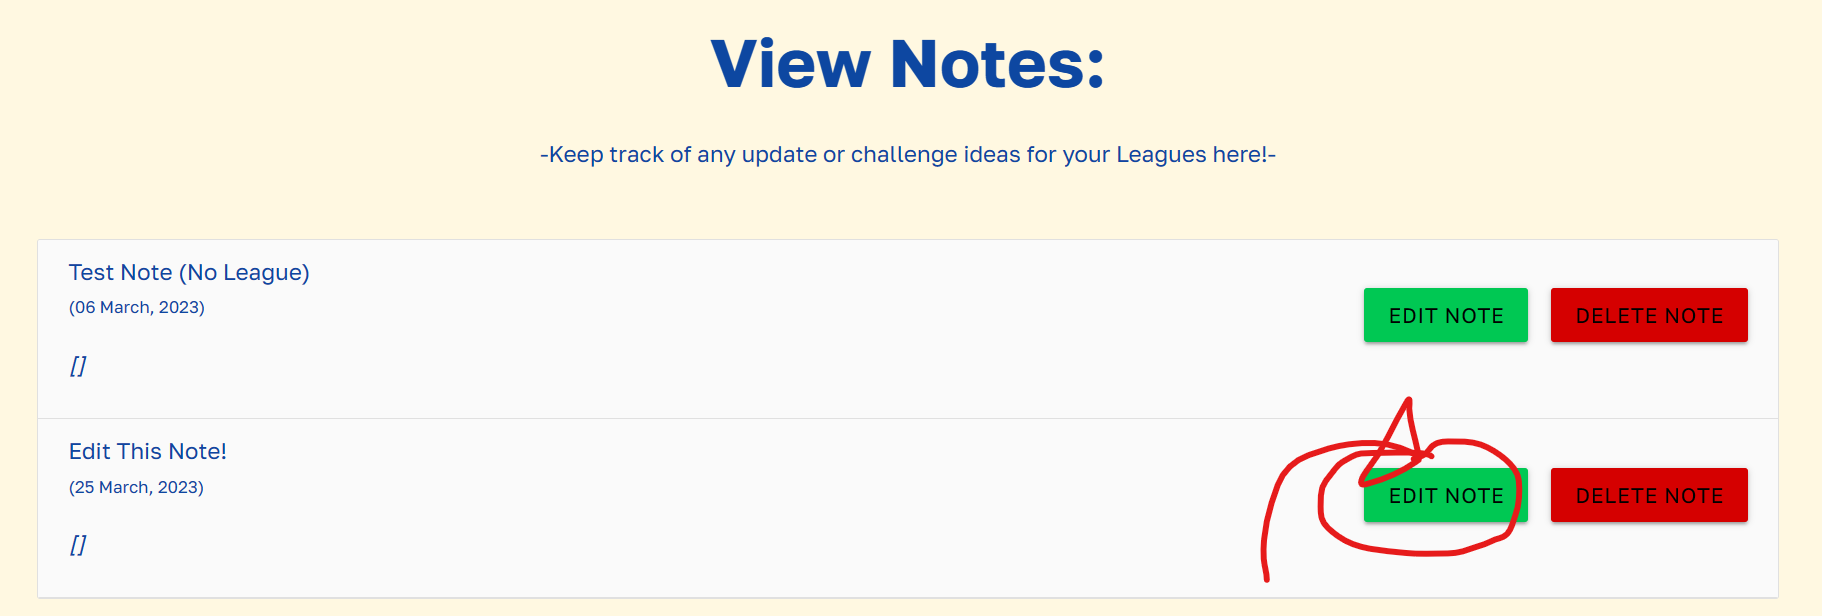 View Notes:
-Keep track of any update or challenge ideas for your Leagues here!-
Test Note (No League)
(06 March, 2023)
[]
EDIT NOTE
DELETE NOTE
Edit This Note!
(25 March, 2023)
[]
EDIT NOTE
DELETE NOTE